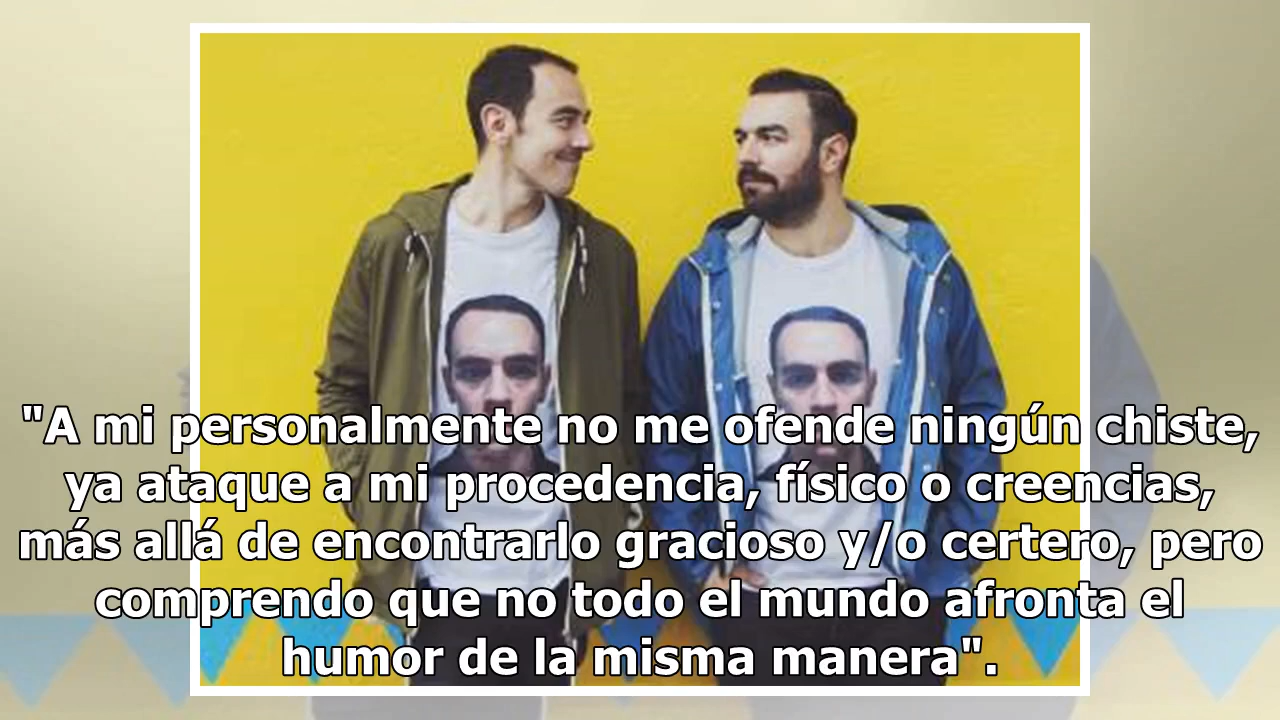 "A mi personalmente no me ofende ningún chiste,
ya ataque a mi procedencia, físico o creencias,
más allá de encontrarlo gracioso y/o certero, pero
comprendo que no todo el mundo afronta el
humor de la misma manera".